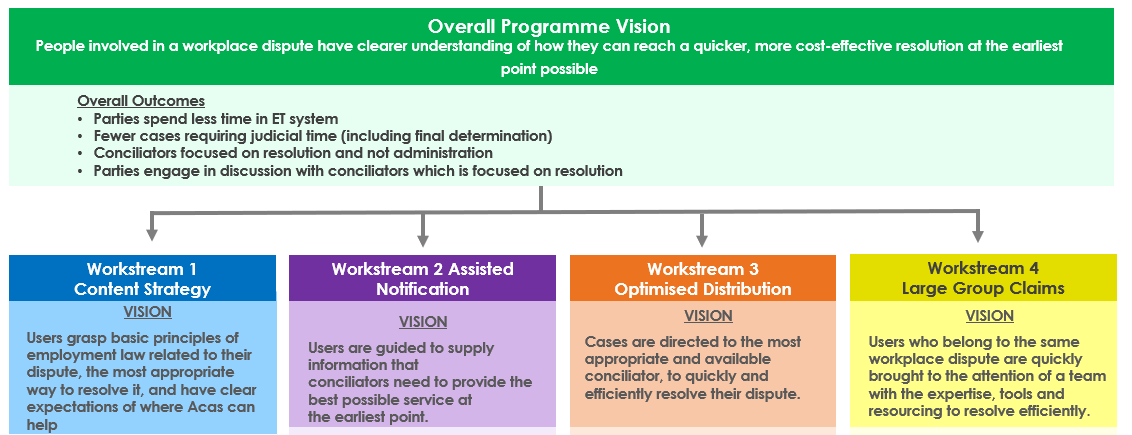 Overall Programme Vision
People involved in a workplace dispute have clearer understanding of how they can reach a quicker, more cost-effective resolution at the earliest
point possible
Overall Outcomes
• Parties spend less time in ET system
• Fewer cases requiring judicial time (including final determination)
• Conciliators focused on resolution and not administration
• Parties engage in discussion with conciliators which is focused on resolution
Workstream 1
Content Strategy
VISION
Users grasp basic principles of
employment law related to their
dispute, the most appropriate
way to resolve it, and have clear
expectations of where Acas can
help
Workstream 2 Assisted
Notification
VISION
Users are guided to supply
information that
conciliators need to provide the
best possible service at
the earliest point.
Workstream 3
Optimised Distribution
VISION
Cases are directed to the most
appropriate and available
conciliator, to quickly and
efficiently resolve their dispute.
Workstream 4
Large Group Claims
VISION
Users who belong to the same
workplace dispute are quickly
brought to the attention of a team
with the expertise, tools and
resourcing to resolve efficiently.